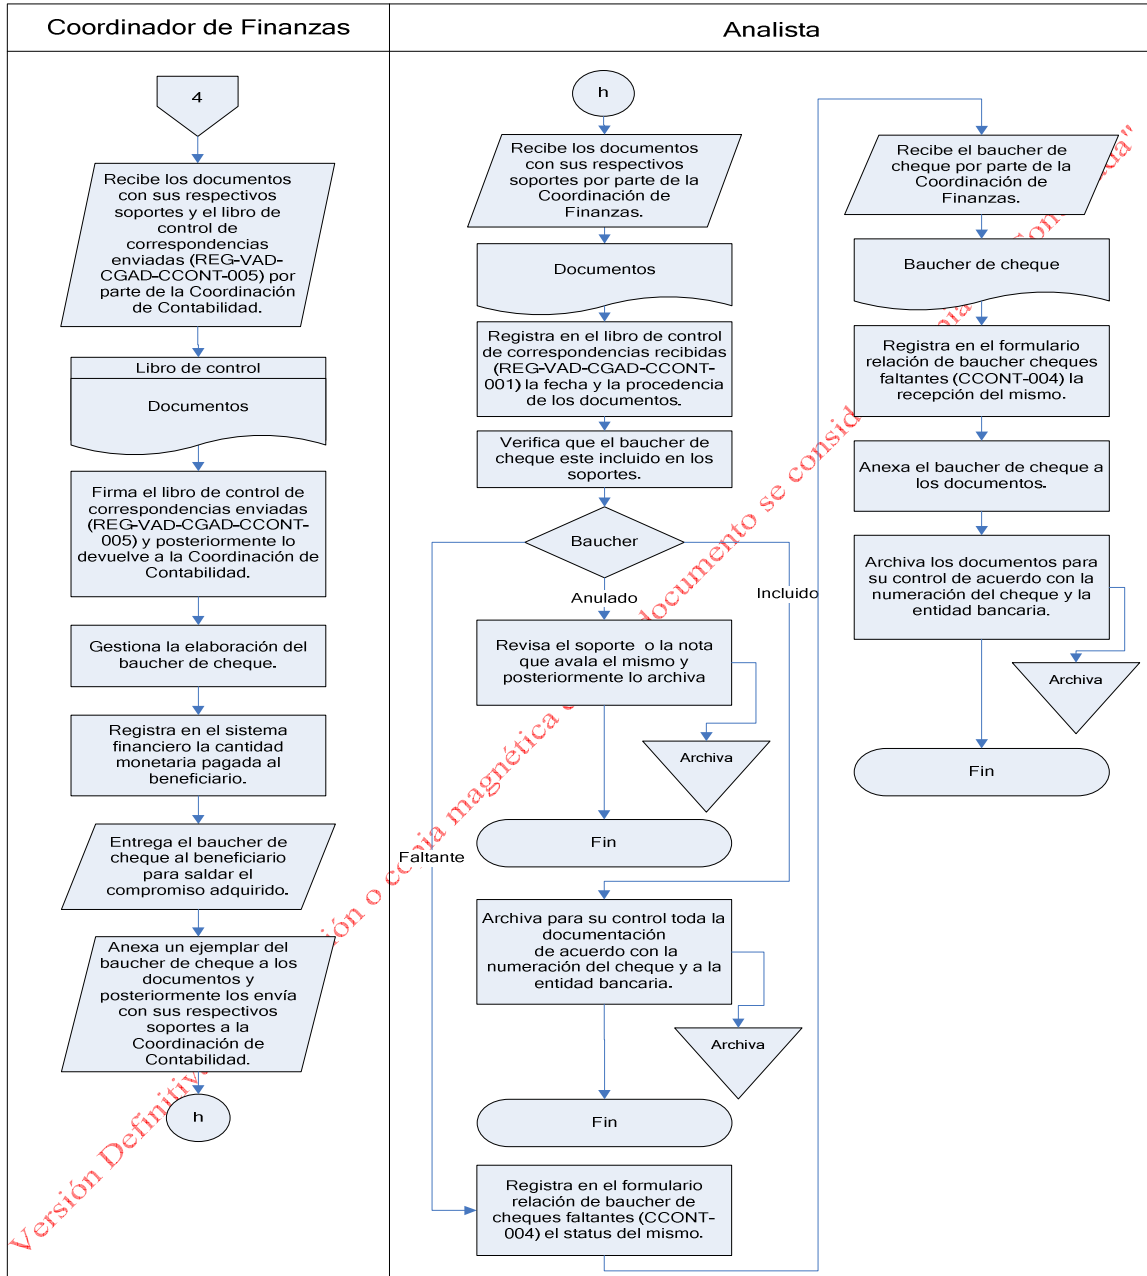 Coordinador de Finanzas
4
Recibe los documentos
con sus respectivos
soportes y el libro de
control de
correspondencias
enviadas (REG-VAD-
CGAD-CCONT-005) por
parte de la Coordinación
de Contabilidad.
Libro de control
Documentos
Firma el libro de control de
correspondencias enviadas
(REG-VAD-CGAD-CCONT-
005) y posteriormente lo
devuelve a la Coordinación de
Contabilidad.
Gestiona la elaboración del
baucher de cheque.
Registra en el sistema
financiero la cantidad
monetaria pagada al
beneficiario.
Entrega el baucher de
cheque al beneficiario
para saldar el
compromiso adquirido.
Anexa un ejemplar del
baucher de cheque a los
documentos y
posteriormente los envía
con sus respectivos
soportes a la
Coordinación de
Contabilidad.
h
Analista
h
Recibe los documentos
con sus respectivos
soportes por parte de la
Coordinación de
Finanzas.
Documentos
Registra en el libro de control
de correspondencias recibidas
(REG-VAD-CGAD-CCONT-
001) la fecha y la procedencia
de los documentos.
Verifica que el baucher de
cheque este incluido en los
soportes.
Baucher
Anulado
Incluido
Faltante
Revisa el soporte o la nota
que avala el mismo y
posteriormente lo archiva
Archiva
Fin
Archiva para su control toda la
documentación
de acuerdo con la
numeración del cheque y a la
entidad bancaria.
Archiva
Fin
Registra en el formulario
relación de baucher de
cheques faltantes (CCONT-
004) el status del mismo.
Recibe el baucher de
cheque por parte de la
Coordinación de
Finanzas.
Baucher de cheque
Registra en el formulario
relación de baucher cheques
faltantes (CCONT-004) la
recepción del mismo.
Anexa el baucher de cheque a
los documentos.
Archiva los documentos para
su control de acuerdo con la
numeración del cheque y la
entidad bancaria.
Archiva
Fin
Versión Definitiva o copia magnética documento se consid